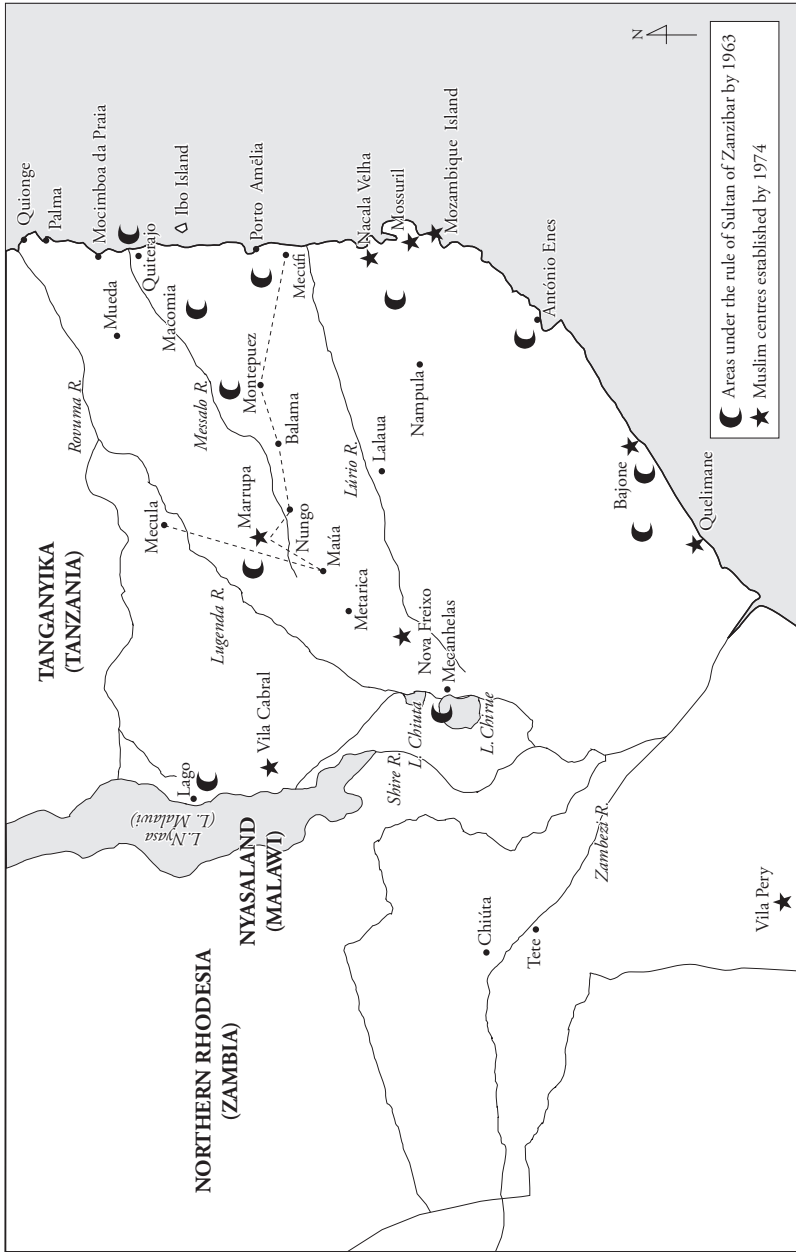 TANGANYIKA
(TANZANIA)
NORTHERN RHODESIA
(ZAMBIA)
NYASALAND
(MALAWI)
L.Nyasa
(L. Malawi)
Lago
Vila Cabral
Lugenda R.
Rovuma R.
Mecula
Mueda
Quionge
Palma
Mocimboa da Praia
Quiterajo
Ibo Island
Macomia
Messalo R.
Marrupa
Nungo
Balama
Montepuez
Porto Amélia
Mecúfi
Maúa
Metarica
Lúrio R.
Lalaua
Nampula
Nacala Velha
Mossuril
Mozambique Island
Nova Freixo
Mecanhelas
L. Chiuta
L. Chirue
Shire R.
António Enes
Bajone
Quelimane
Zambezi R.
Chiúta
Tete
Vila Pery
N
Areas under the rule of Sultan of Zanzibar by 1963
Muslim centres established by 1974